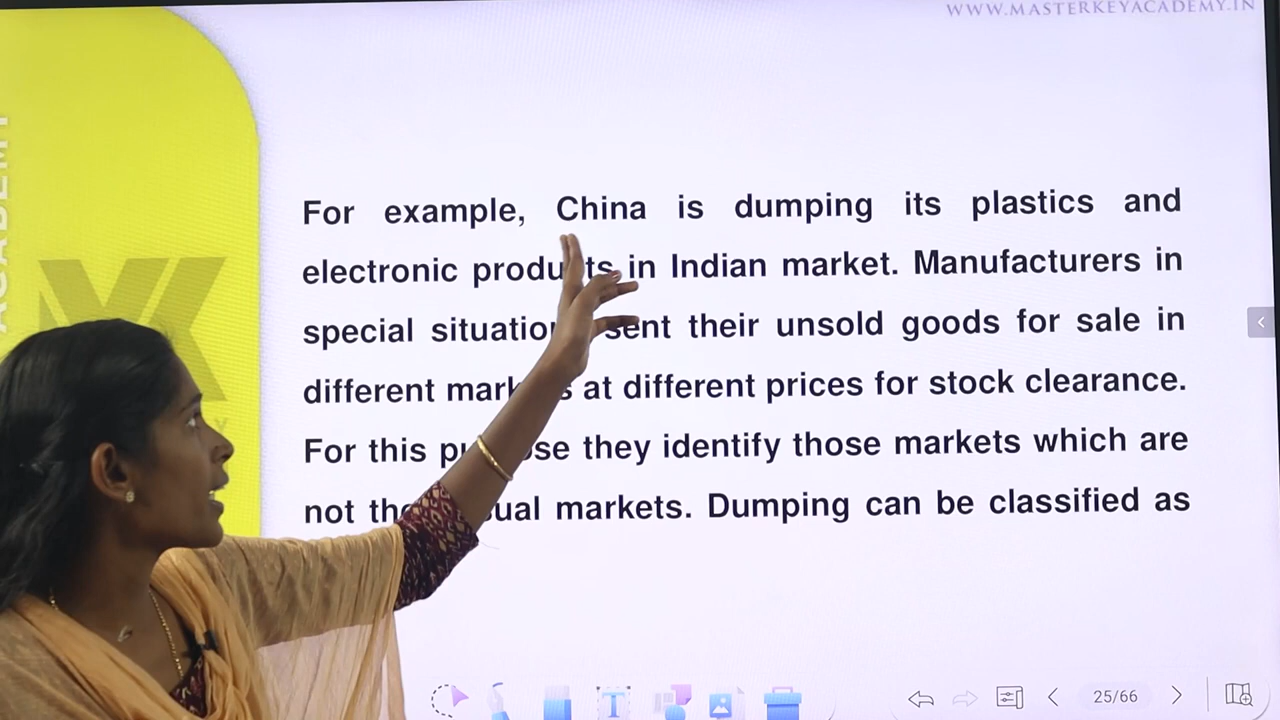 WWW.MASTERKEYACADEMY.IN
ACADEMY
For example, China is dumping its plastics and
electronic products in Indian market. Manufacturers in
special sent their unsold goods for sale in
different at different prices for stock clearance.
For this they identify those markets which are
not markets. Dumping can be classified as
T
25/66